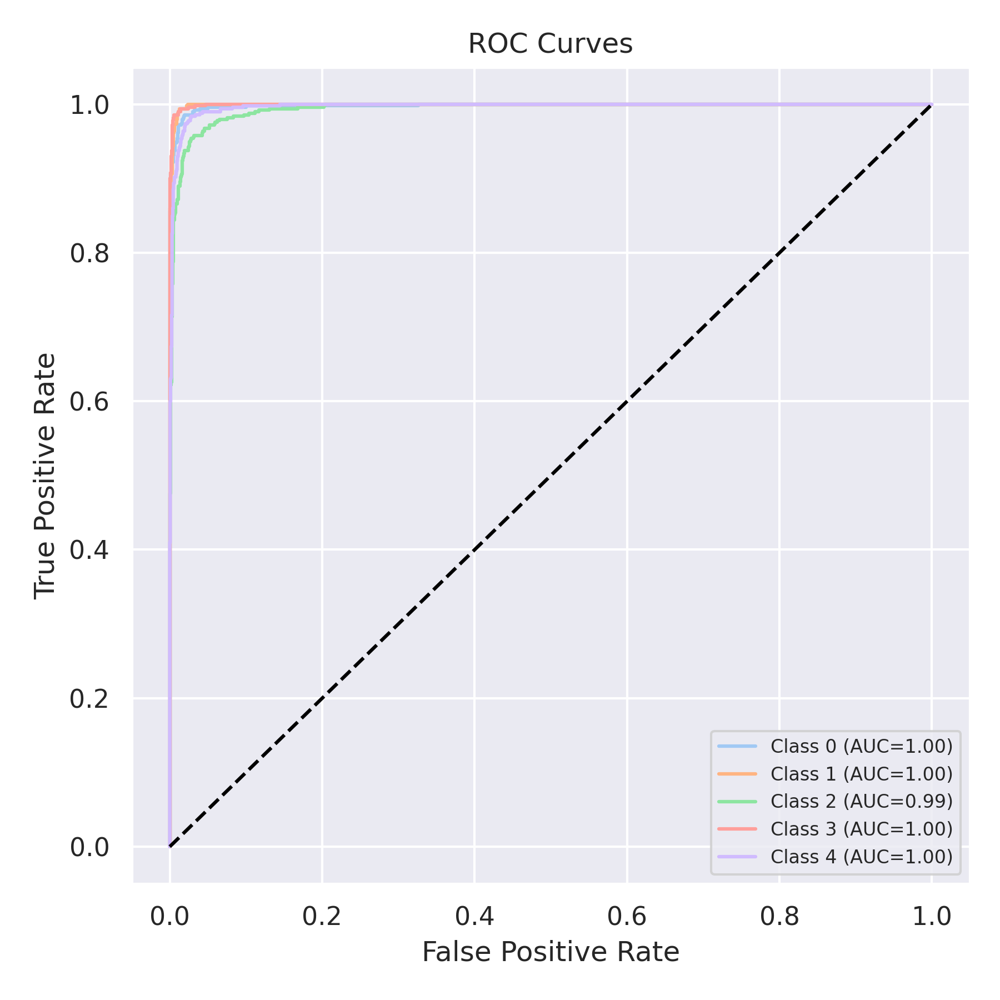 ROC Curves
1.0
0.8
0.6
0.4
0.2
0.0
True Positive Rate
Class 0 (AUC=1.00)
Class 1 (AUC=1.00)
Class 2 (AUC=0.99)
Class 3 (AUC=1.00)
Class 4 (AUC=1.00)
0.0 0.2 0.4 0.6 0.8 1.0
False Positive Rate